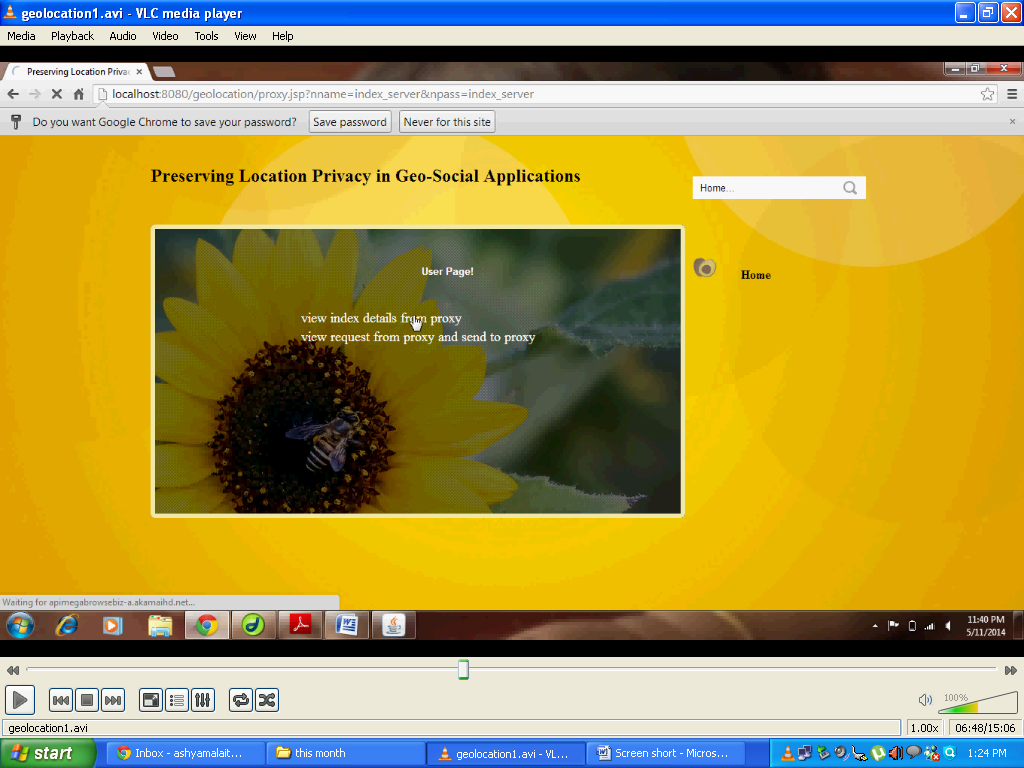 geolocation1.avi - VLC media player
Media Playback Audio Video Tools View Help
Preserving Location Priva
localhost:8080/geolocation/proxy.jsp?nname=index_server&npass=index_server
Do you want Google Chrome to save your password? Save password Never for this site
Preserving Location Privacy in Geo-Social Applications
Home...
User Page!
Home
view index details from proxy
view request from proxy and send to proxy
Waiting for apimegabrowsebiz-a.akamaihd.net...
11:40 PM
5/11/2014
100%
geolocation1.avi 1.00x 06:48/15:06
start Inbox - ashyamalait... this month geolocation1.avi - VL... Screen short - Micros... 1:24 PM